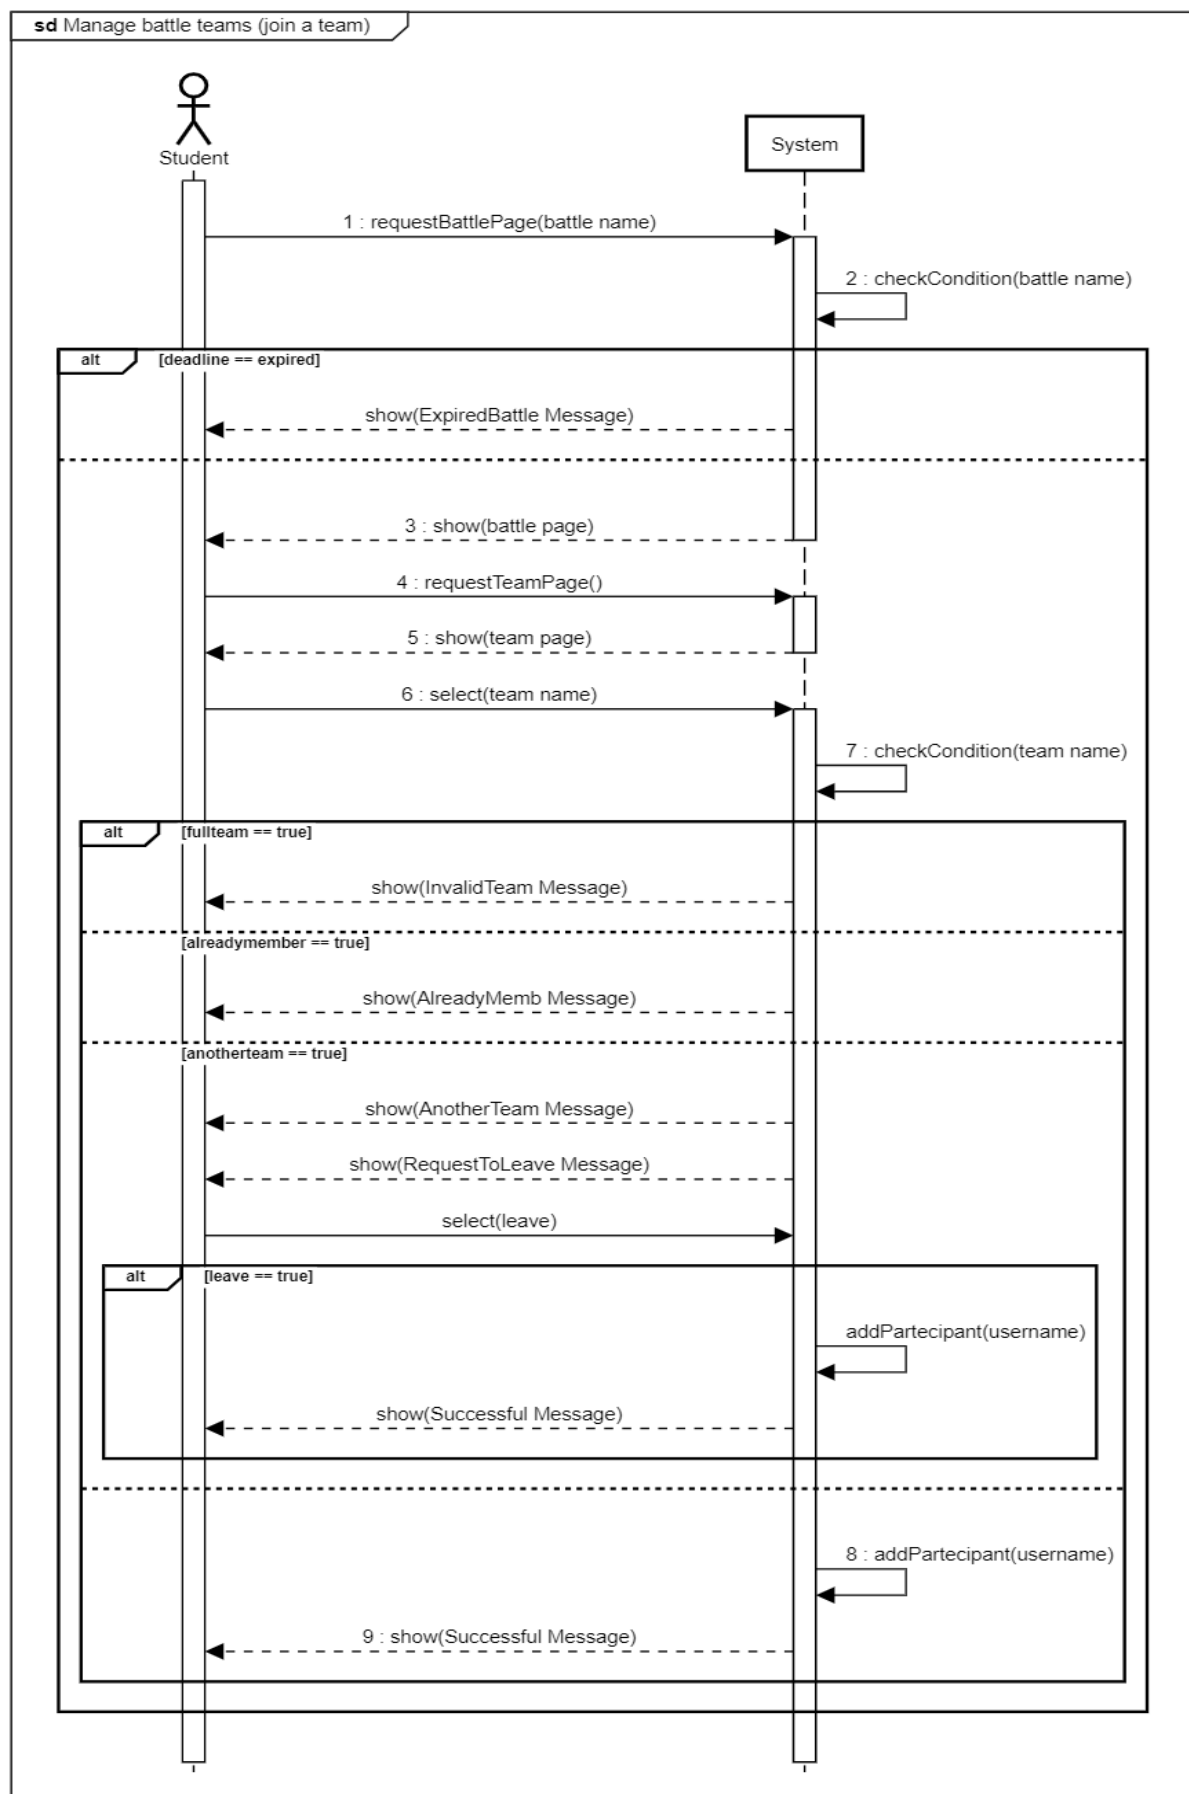 sd Manage battle teams (join a team)
Student
System
1 : requestBattlePage(battle name)
2 : checkCondition(battle name)
alt [deadline == expired]
show(ExpiredBattle Message)
3 : show(battle page)
4 : requestTeamPage()
5 : show(team page)
6 : select(team name)
7 : checkCondition(team name)
alt [fullteam == true]
show(InvalidTeam Message)
[alreadymember == true]
show(AlreadyMemb Message)
[anotherteam == true]
show(AnotherTeam Message)
show(RequestToLeave Message)
select(leave)
alt [leave == true]
addPartecipant(username)
show(Successful Message)
8 : addPartecipant(username)
9 : show(Successful Message)